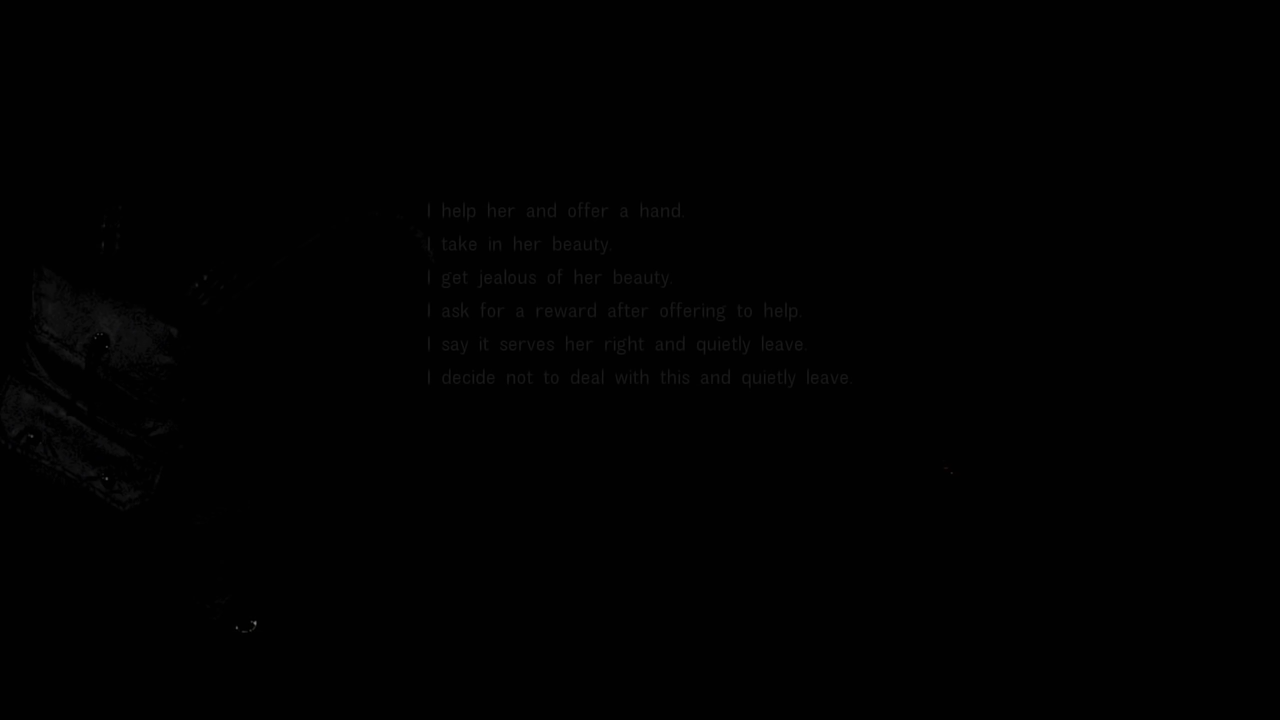 I help her and offer a hand.
I take in her beauty.
I get jealous of her beauty.
I ask for a reward after offering to help.
I say it serves her right and quietly leave.
I decide not to deal with this and quietly leave.